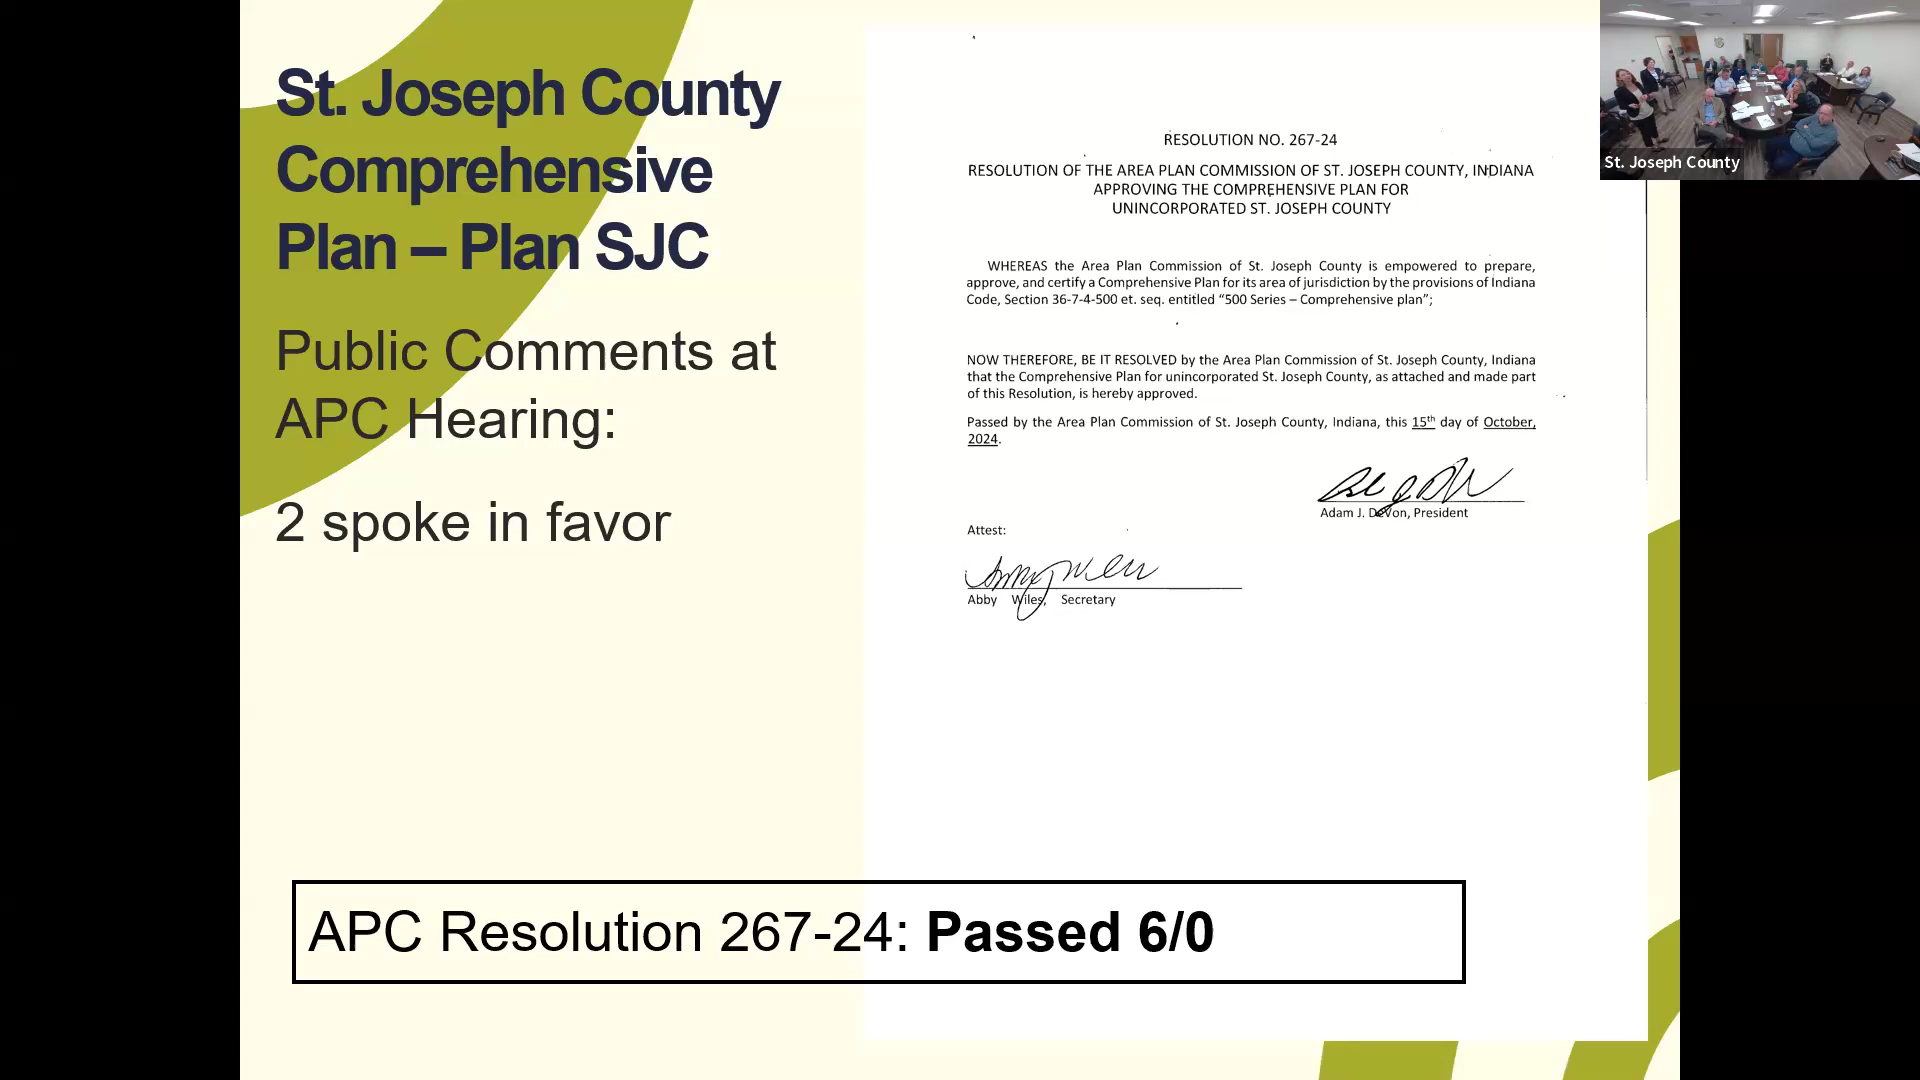 St. Joseph County
Comprehensive
Plan – Plan SJC
Public Comments at
APC Hearing:
2 spoke in favor
RESOLUTION NO. 267-24
RESOLUTION OF THE AREA PLAN COMMISSION OF ST. JOSEPH COUNTY, INDIANA
APPROVING THE COMPREHENSIVE PLAN FOR
UNINCORPORATED ST. JOSEPH COUNTY
WHEREAS the Area Plan Commission of St. Joseph County is empowered to prepare,
approve, and certify a Comprehensive Plan for its area of jurisdiction by the provisions of Indiana
Code, Section 36-7-4-500 et. seq. entitled “500 Series – Comprehensive plan”;
NOW THEREFORE, BE IT RESOLVED by the Area Plan Commission of St. Joseph County, Indiana
that the Comprehensive Plan for unincorporated St. Joseph County, as attached and made part
of this Resolution, is hereby approved.
Passed by the Area Plan Commission of St. Joseph County, Indiana, this 15th day of October,
2024.
Adam J. DeVon, President
Attest:
Abby Wiles, Secretary
APC Resolution 267-24: Passed 6/0
St. Joseph County